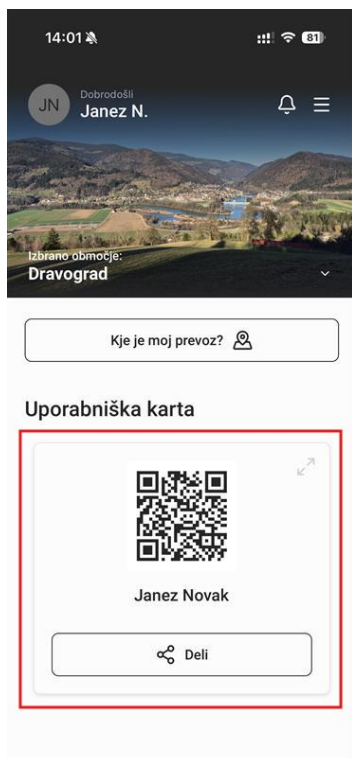 14:01
81
JN
Dobrodošli
Janez N.
Izbrano območje:
Dravograd
Kje je moj prevoz?
Uporabniška karta
Janez Novak
Deli